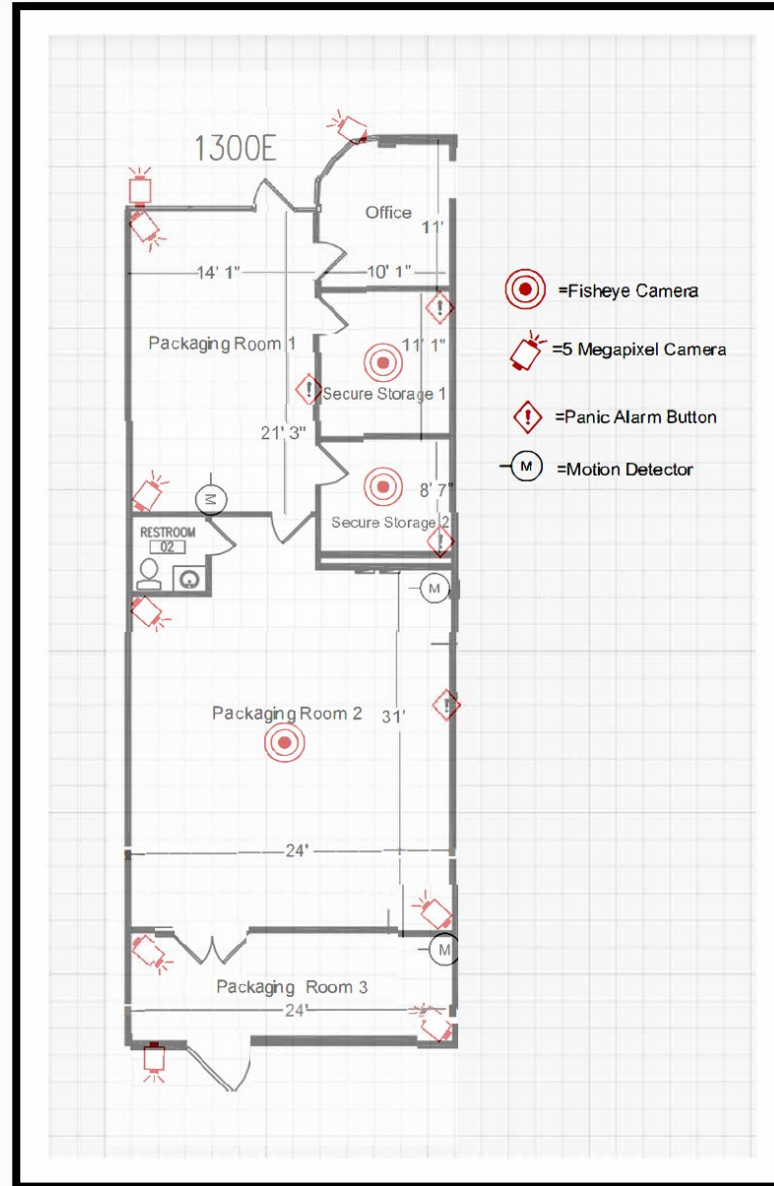 1300E
Office
11'
14' 1"
10' 1"
=Fisheye Camera
!
Packaging Room 1
11' 1"
=5 Megapixel Camera
!
Secure Storage 1
! =Panic Alarm Button
21' 3"
M =Motion Detector
8' 7"
M
Secure Storage 2
RESTROOM
02
!
M
Packaging Room 2
31'
!
24'
M
Packaging Room 3
24'